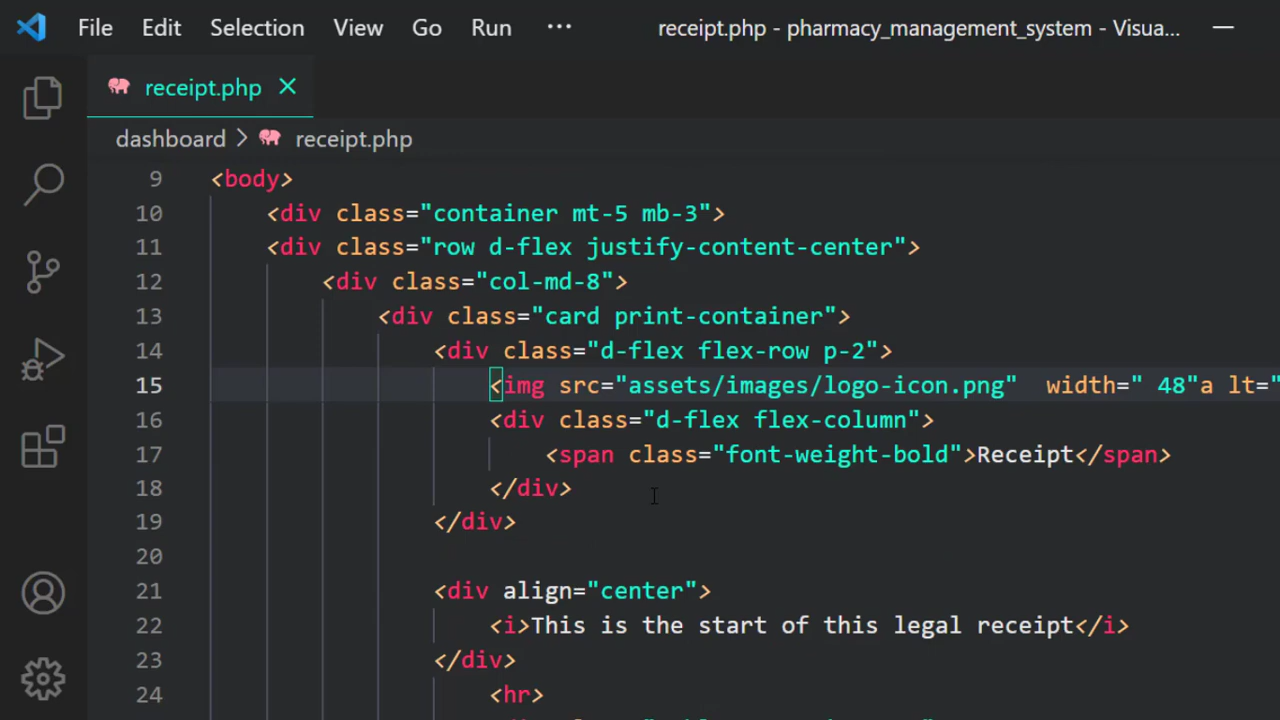 File Edit Selection View Go Run ··· receipt.php - pharmacy_management_system - Visua...
receipt.php
dashboard > receipt.php
9 <body>
10 <div class="container mt-5 mb-3">
11 <div class="row d-flex justify-content-center">
12 <div class="col-md-8">
13 <div class="card print-container">
14 <div class="d-flex flex-row p-2">
15 <img src="assets/images/logo-icon.png"  width=" 48"a lt="
16 <div class="d-flex flex-column">
17 <span class="font-weight-bold">Receipt</span>
18 </div>
19 </div>
20
21 <div align="center">
22 <i>This is the start of this legal receipt</i>
23 </div>
24 <hr>